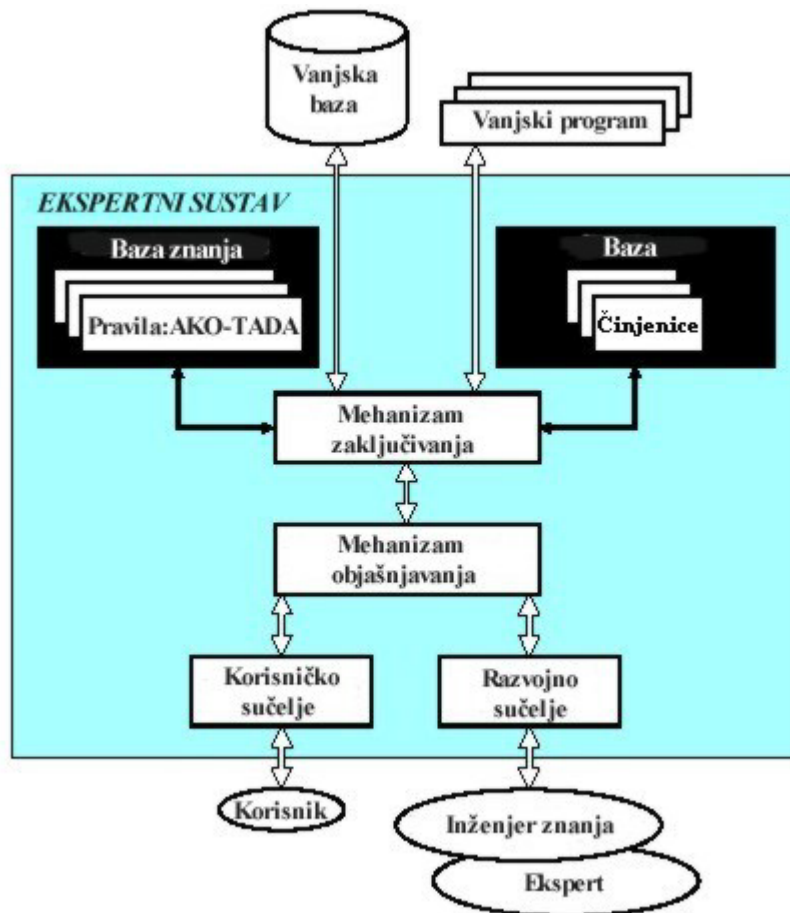 Vanjska
baza
Vanjski program
EKSPERTNI SUSTAV
Baza znanja
Pravila:AKO-TADA
Baza
Činjenice
Mehanizam
zaključivanja
Mehanizam
objašnjavanja
Korisničko
sučelje
Razvojno
sučelje
Korisnik
Inženjer znanja
Ekspert